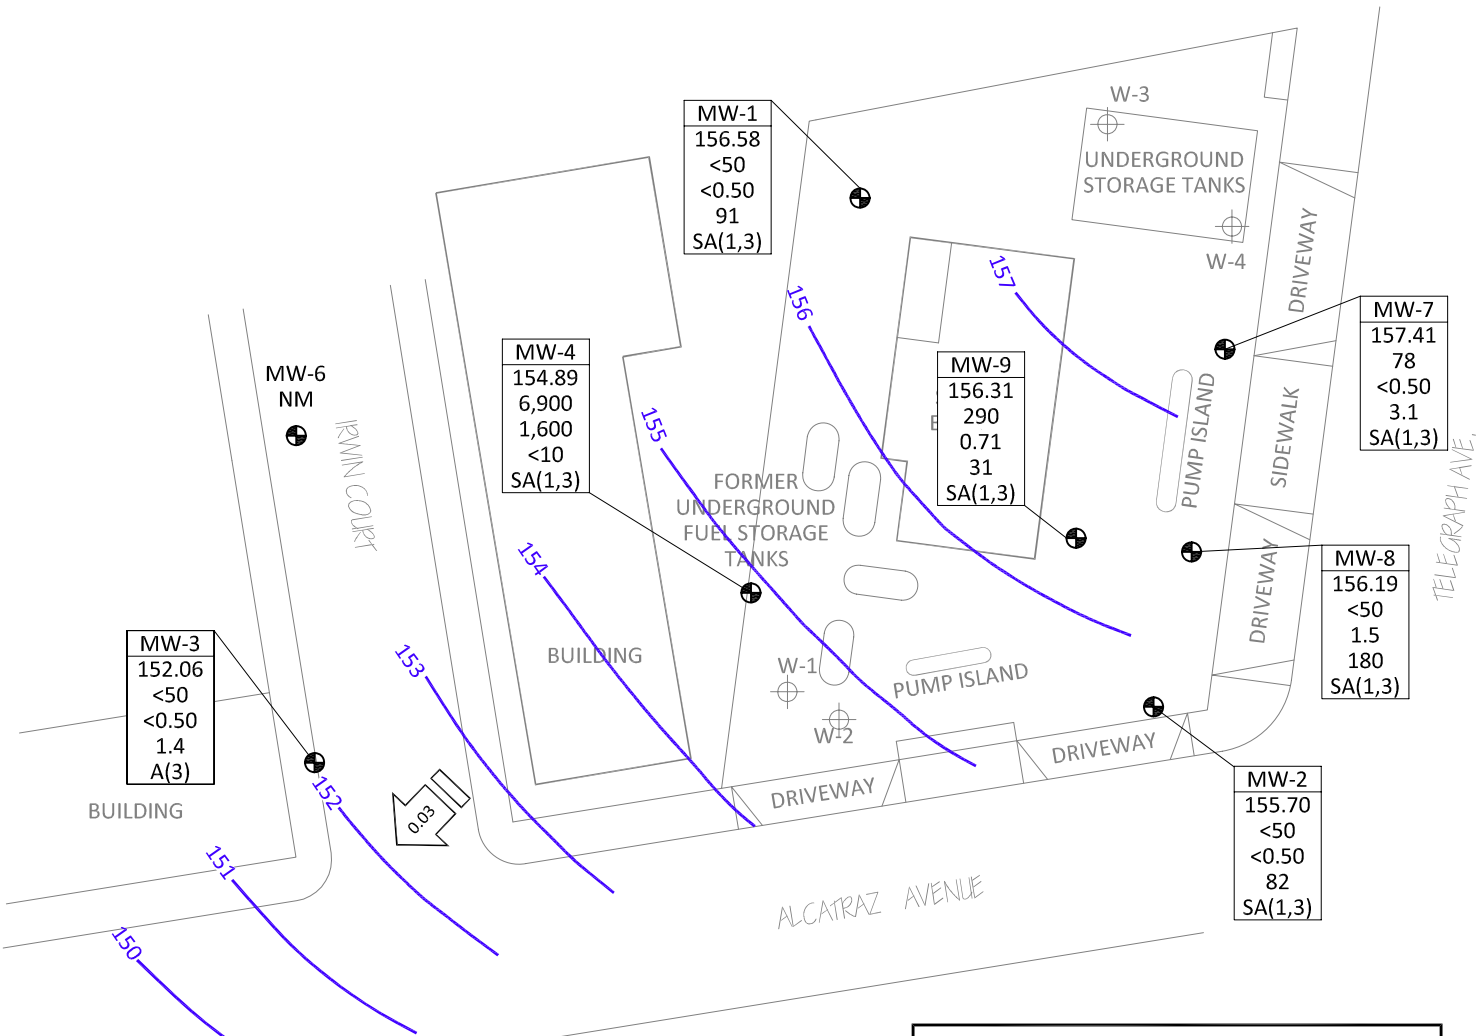 W-3
MW-1
156.58
<50
<0.50
91
SA(1,3)
UNDERGROUND
STORAGE TANKS
W-4
DRIVEWAY
157
156
MW-7
157.41
78
<0.50
3.1
SA(1,3)
MW-4
154.89
6,900
1,600
<10
SA(1,3)
MW-9
156.31
290
0.71
31
SA(1,3)
MW-6
NM
IRWIN COURT
155
PUMP ISLAND
SIDEWALK
TELEGRAPH AVE.
FORMER
UNDERGROUND
FUEL STORAGE
TANKS
154
DRIVEWAY
MW-8
156.19
<50
1.5
180
SA(1,3)
MW-3
152.06
<50
<0.50
1.4
A(3)
153
BUILDING
W-1
PUMP ISLAND
W-2
DRIVEWAY
DRIVEWAY
MW-2
155.70
<50
<0.50
82
SA(1,3)
152
0.03
BUILDING
151
ALCATRAZ AVENUE
150